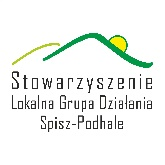 Stowarzyszenie
Lokalna Grupa Działania
Spisz-Podhale